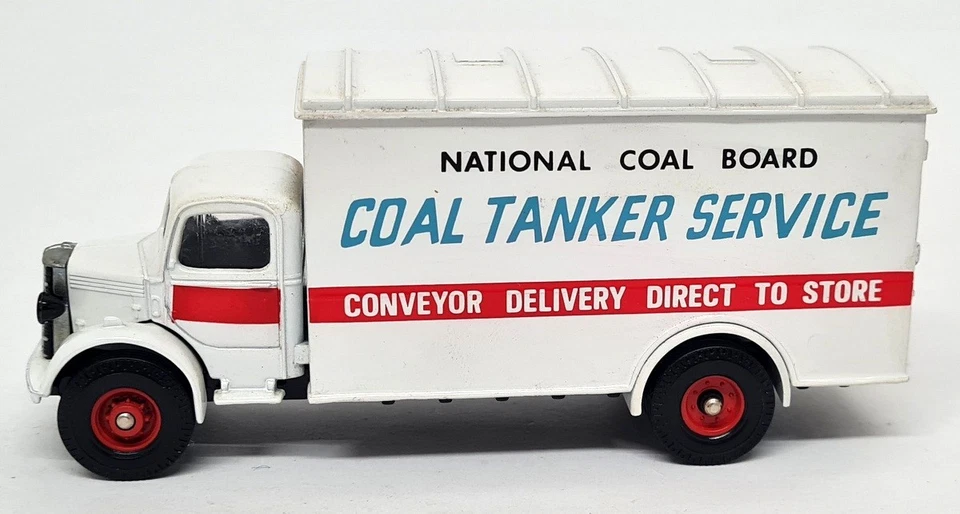 NATIONAL COAL BOARD
COAL TANKER SERVICE
CONVEYOR DELIVERY DIRECT TO STORE